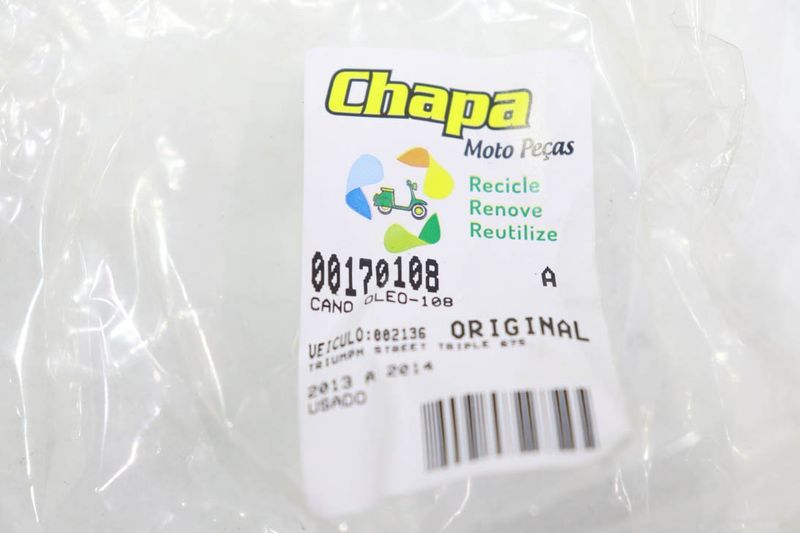 Chapa
Moto Peças
Recicle
Renove
Reutilize
00170108 A
CANO OLEO-108
VEICULO:002136 ORIGINAL
TRIUMPH STREET TRIPLE 675
2013 A 2014
USADO